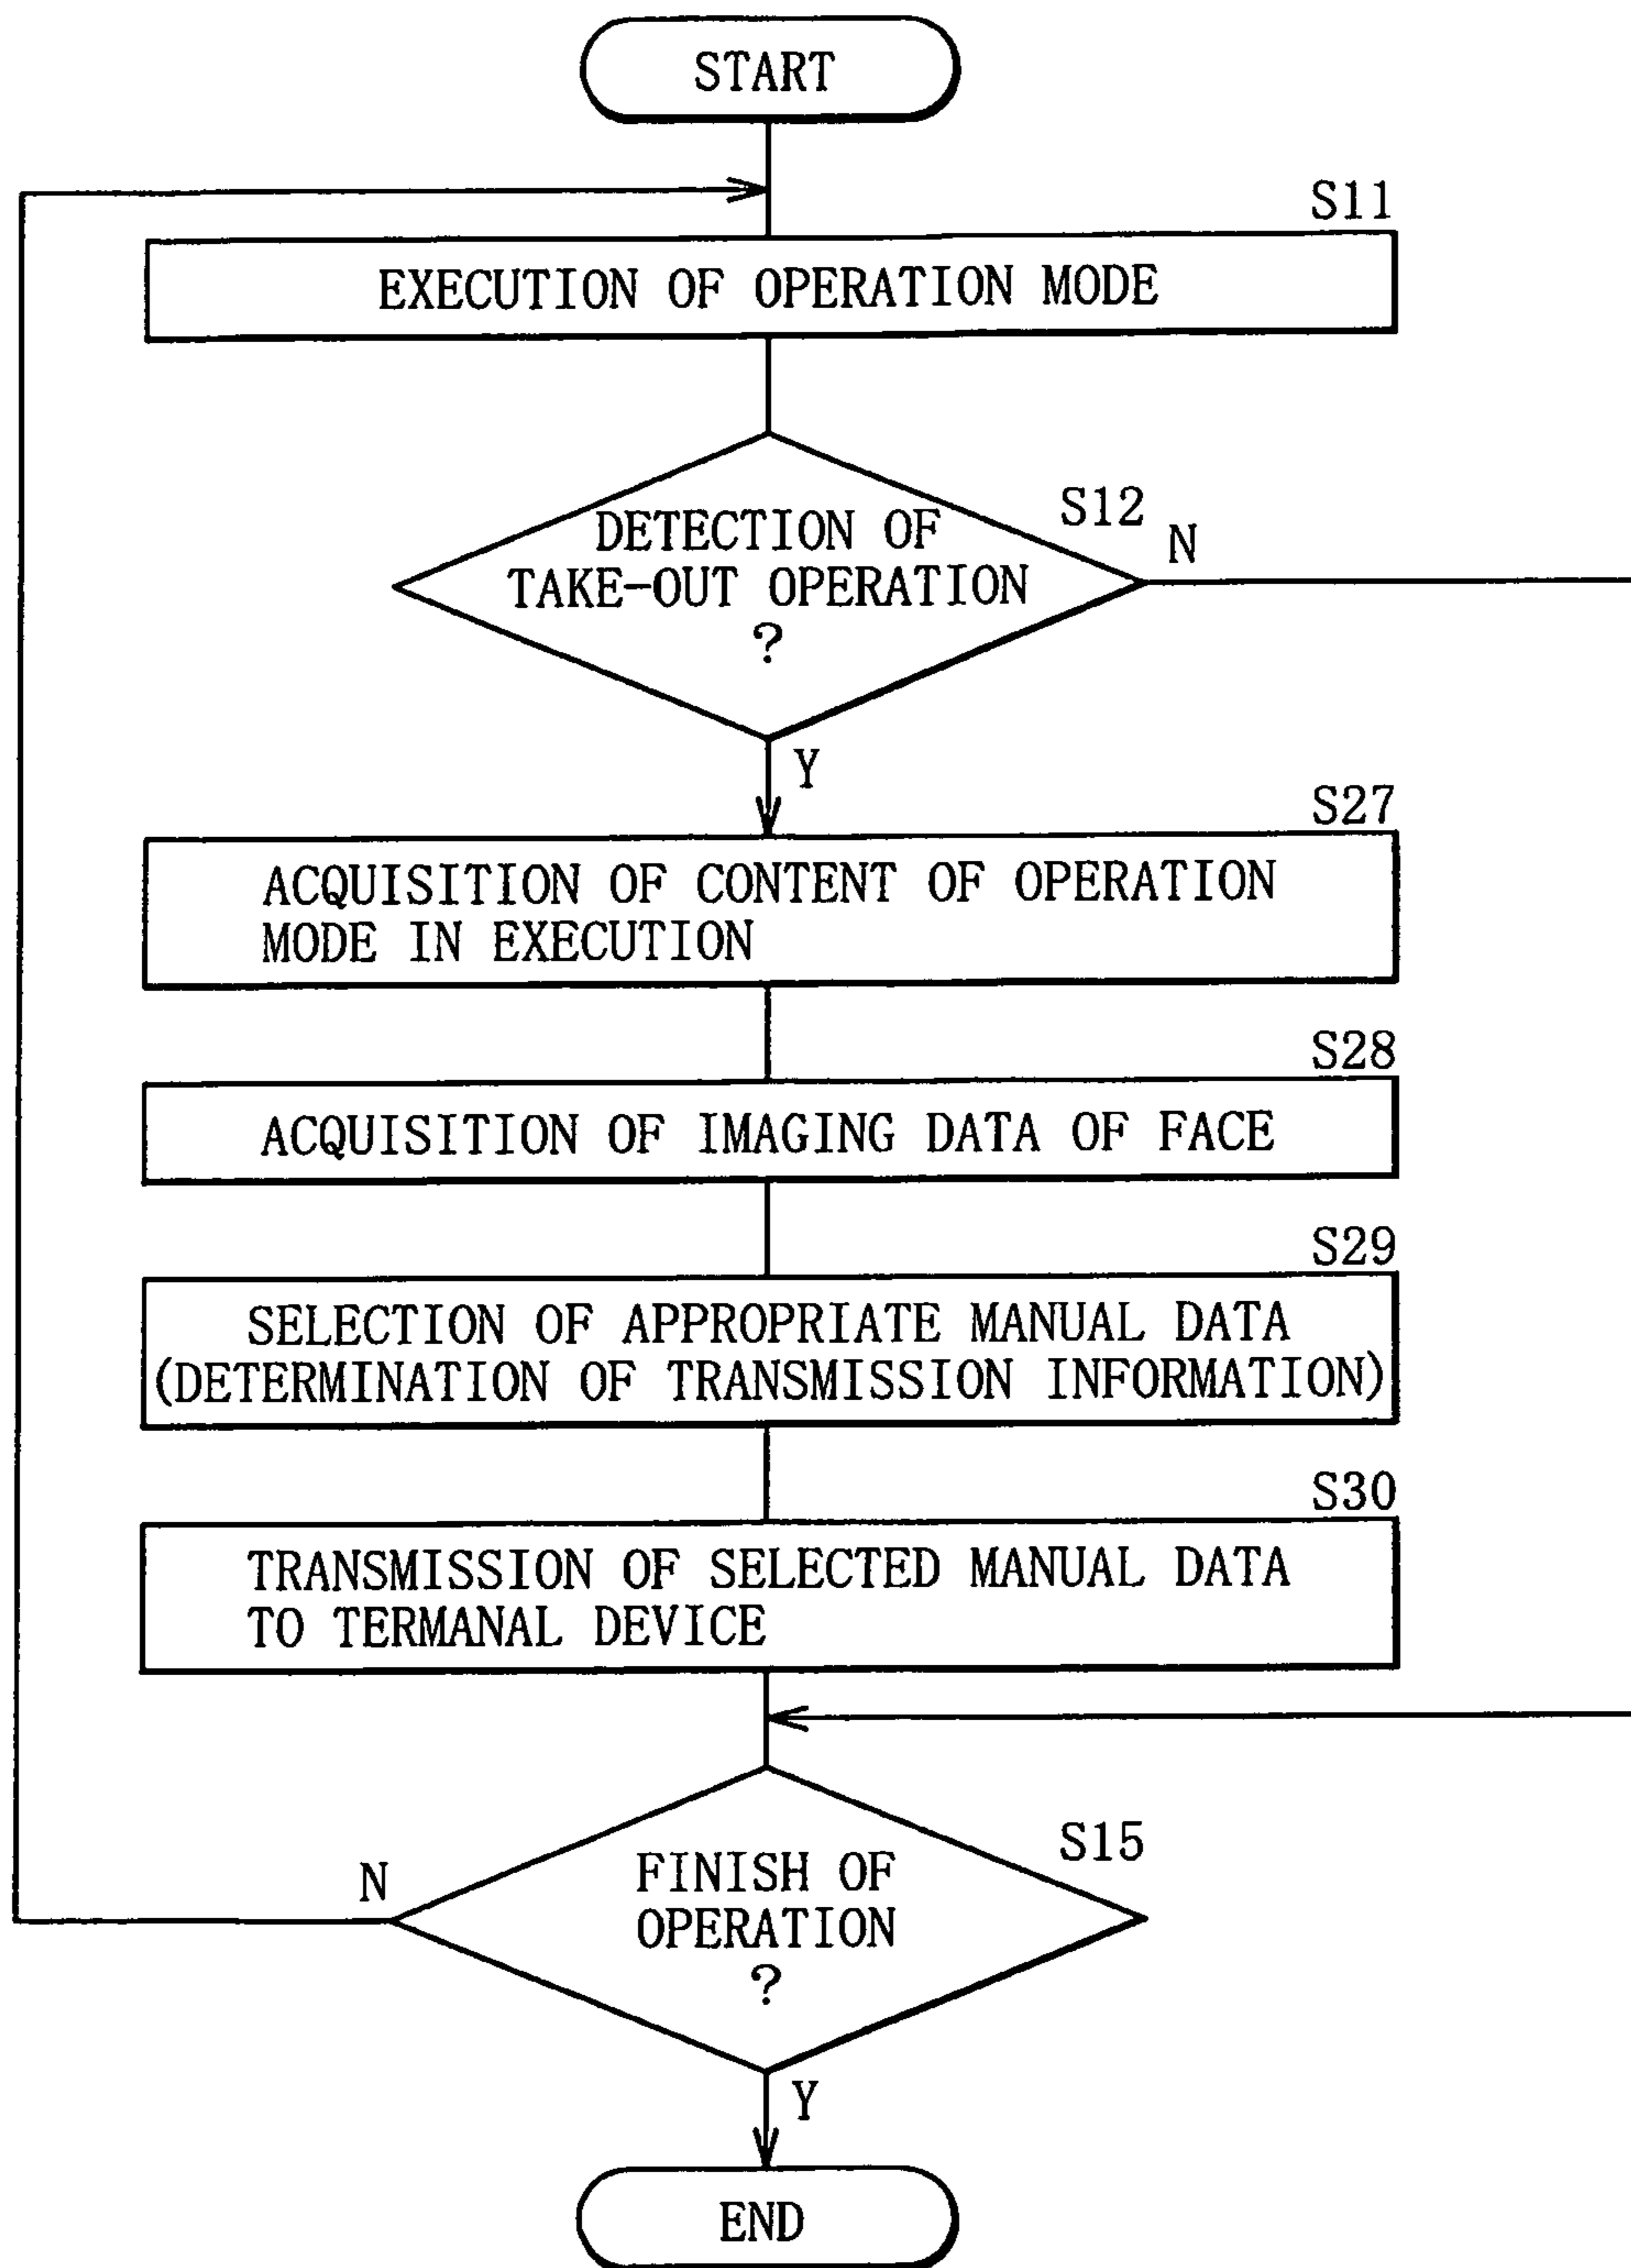 START
S11
EXECUTION OF OPERATION MODE
S12
DETECTION OF
TAKE-OUT OPERATION
?
N
Y
S27
ACQUISITION OF CONTENT OF OPERATION
MODE IN EXECUTION
S28
ACQUISITION OF IMAGING DATA OF FACE
S29
SELECTION OF APPROPRIATE MANUAL DATA
(DETERMINATION OF TRANSMISSION INFORMATION)
S30
TRANSMISSION OF SELECTED MANUAL DATA
TO TERMANAL DEVICE
S15
N
FINISH OF
OPERATION
?
Y
END